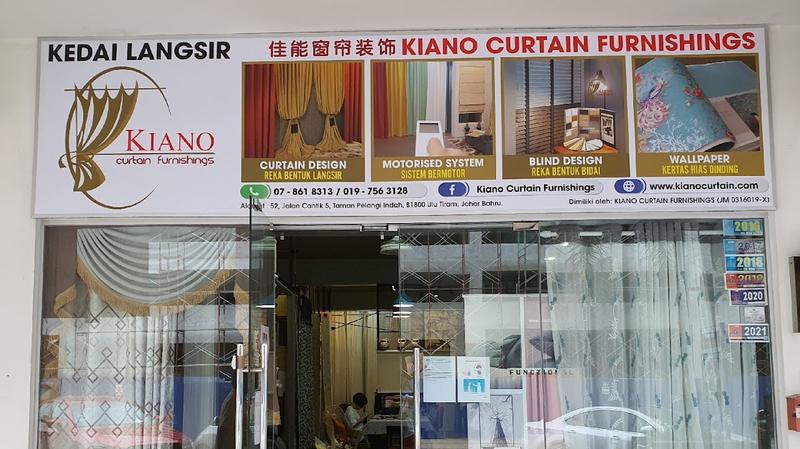 KEDAI LANGSIR
佳能窗帘装饰 KIANO CURTAIN FURNISHINGS
KIANO
curtain furnishings
CURTAIN DESIGN
REKA BENTUK LANGSIR
MOTORISED SYSTEM
SISTEM BERMOTOR
BLIND DESIGN
REKA BENTUK BIDAI
WALLPAPER
KERTAS HIAS DINDING
07 - 861 8313 / 019 - 756 3128
Kiano Curtain Furnishings
www.kianocurtain.com
52, Jalan Cantik 5, Taman Pelangi Indah, 81800 Ulu Tiram, Johor Bahru.
Dimiliki oleh: KIANO CURTAIN FURNISHINGS (JM 0316019-X)
2017
2018
2019
2020
2021
FUNCTIONAL